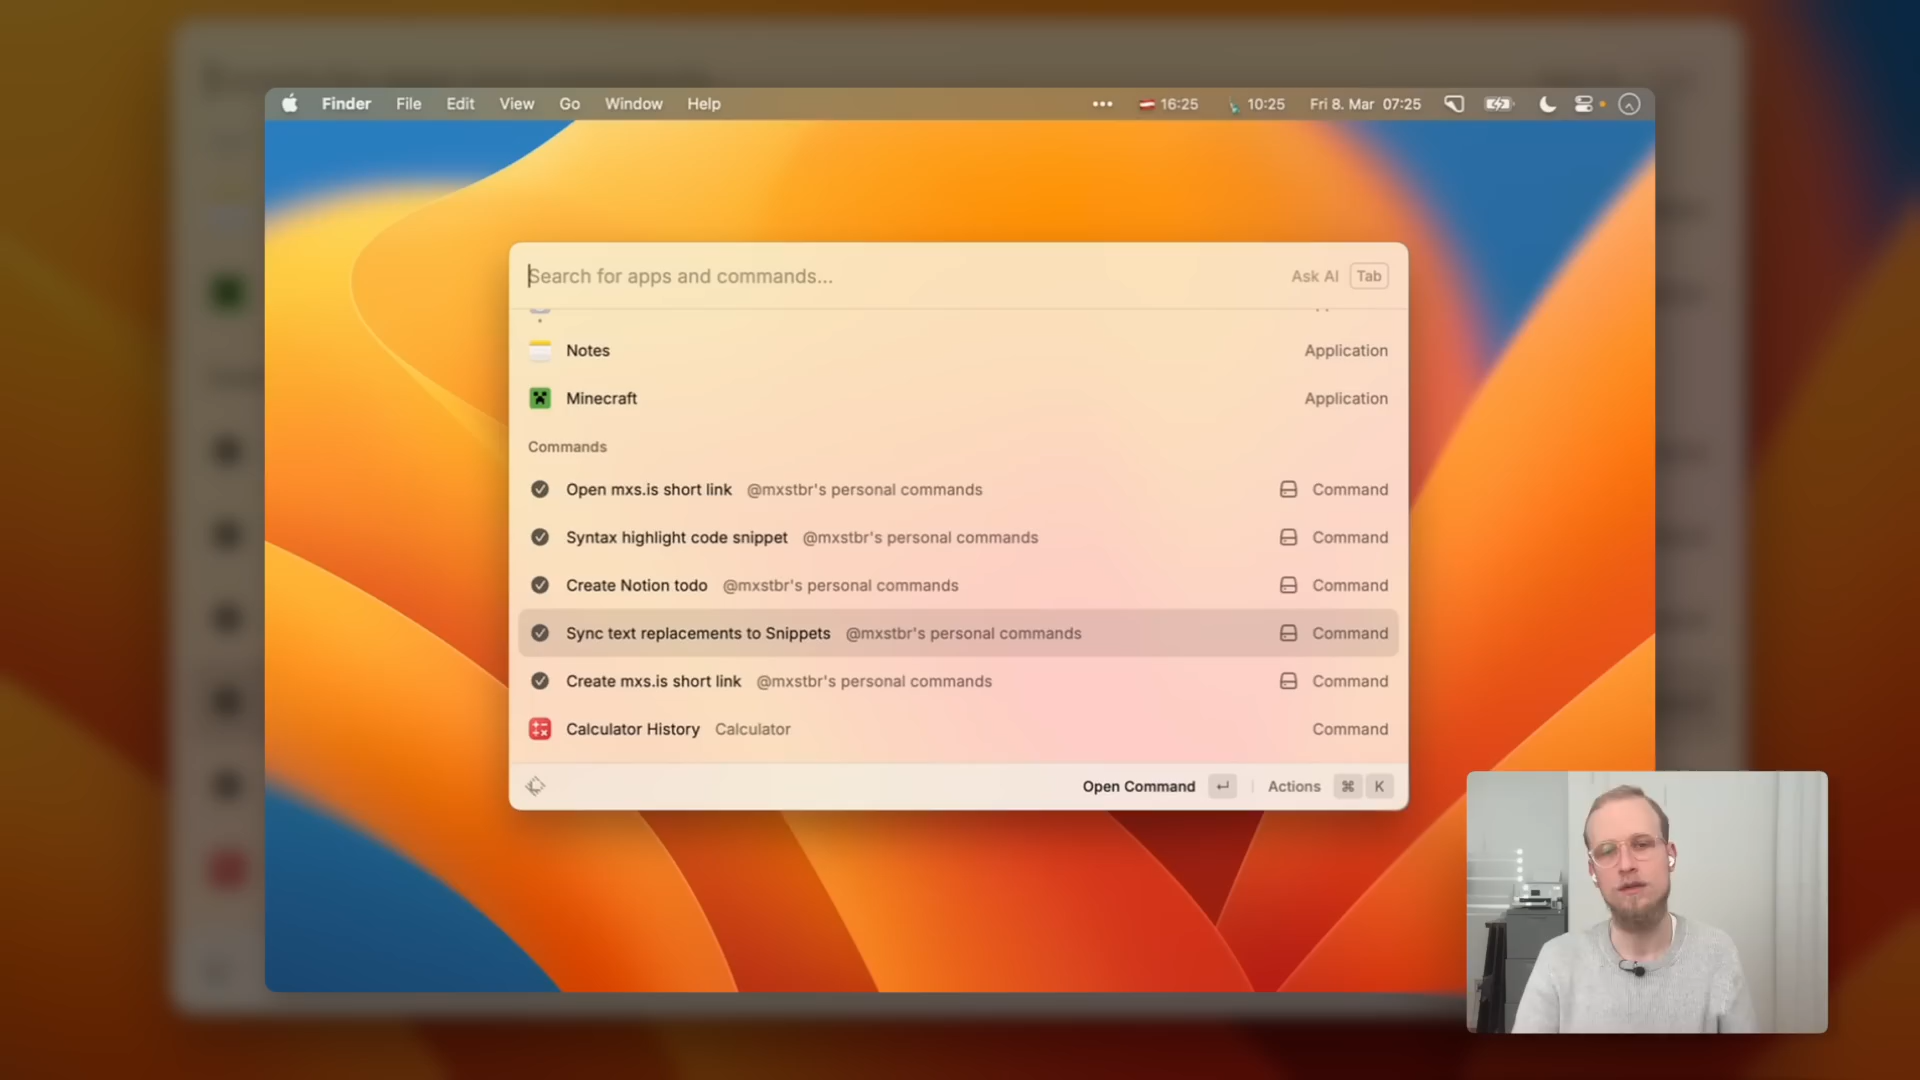 Finder File Edit View Go Window Help ••• 16:25 10:25 Fri 8. Mar 07:25
Search for apps and commands... Ask AI Tab
Notes Application
Minecraft Application
Commands
Open mxs.is short link @mxstbr's personal commands Command
Syntax highlight code snippet @mxstbr's personal commands Command
Create Notion todo @mxstbr's personal commands Command
Sync text replacements to Snippets @mxstbr's personal commands Command
Create mxs.is short link @mxstbr's personal commands Command
Calculator History Calculator Command
Open Command ↵ Actions ⌘ K